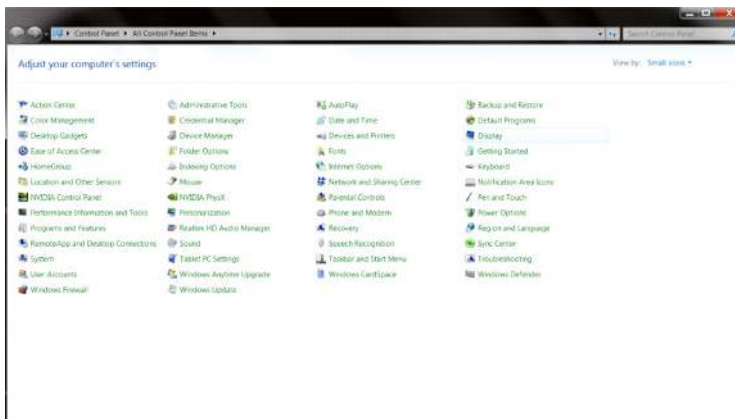 Control Panel ▸ All Control Panel Items ▸
Search Control Panel
Adjust your computer's settings
View by: Small icons
Action Center
Administrative Tools
AutoPlay
Backup and Restore
Color Management
Credential Manager
Date and Time
Default Programs
Desktop Gadgets
Device Manager
Devices and Printers
Display
Ease of Access Center
Folder Options
Fonts
Getting Started
HomeGroup
Indexing Options
Internet Options
Keyboard
Location and Other Sensors
Mouse
Network and Sharing Center
Notification Area Icons
NVIDIA Control Panel
NVIDIA PhysX
Parental Controls
Pen and Touch
Performance Information and Tools
Personalization
Phone and Modem
Power Options
Programs and Features
Realtek HD Audio Manager
Recovery
Region and Language
RemoteApp and Desktop Connections
Sound
Speech Recognition
Sync Center
System
Tablet PC Settings
Taskbar and Start Menu
Troubleshooting
User Accounts
Windows Anytime Upgrade
Windows CardSpace
Windows Defender
Windows Firewall
Windows Update